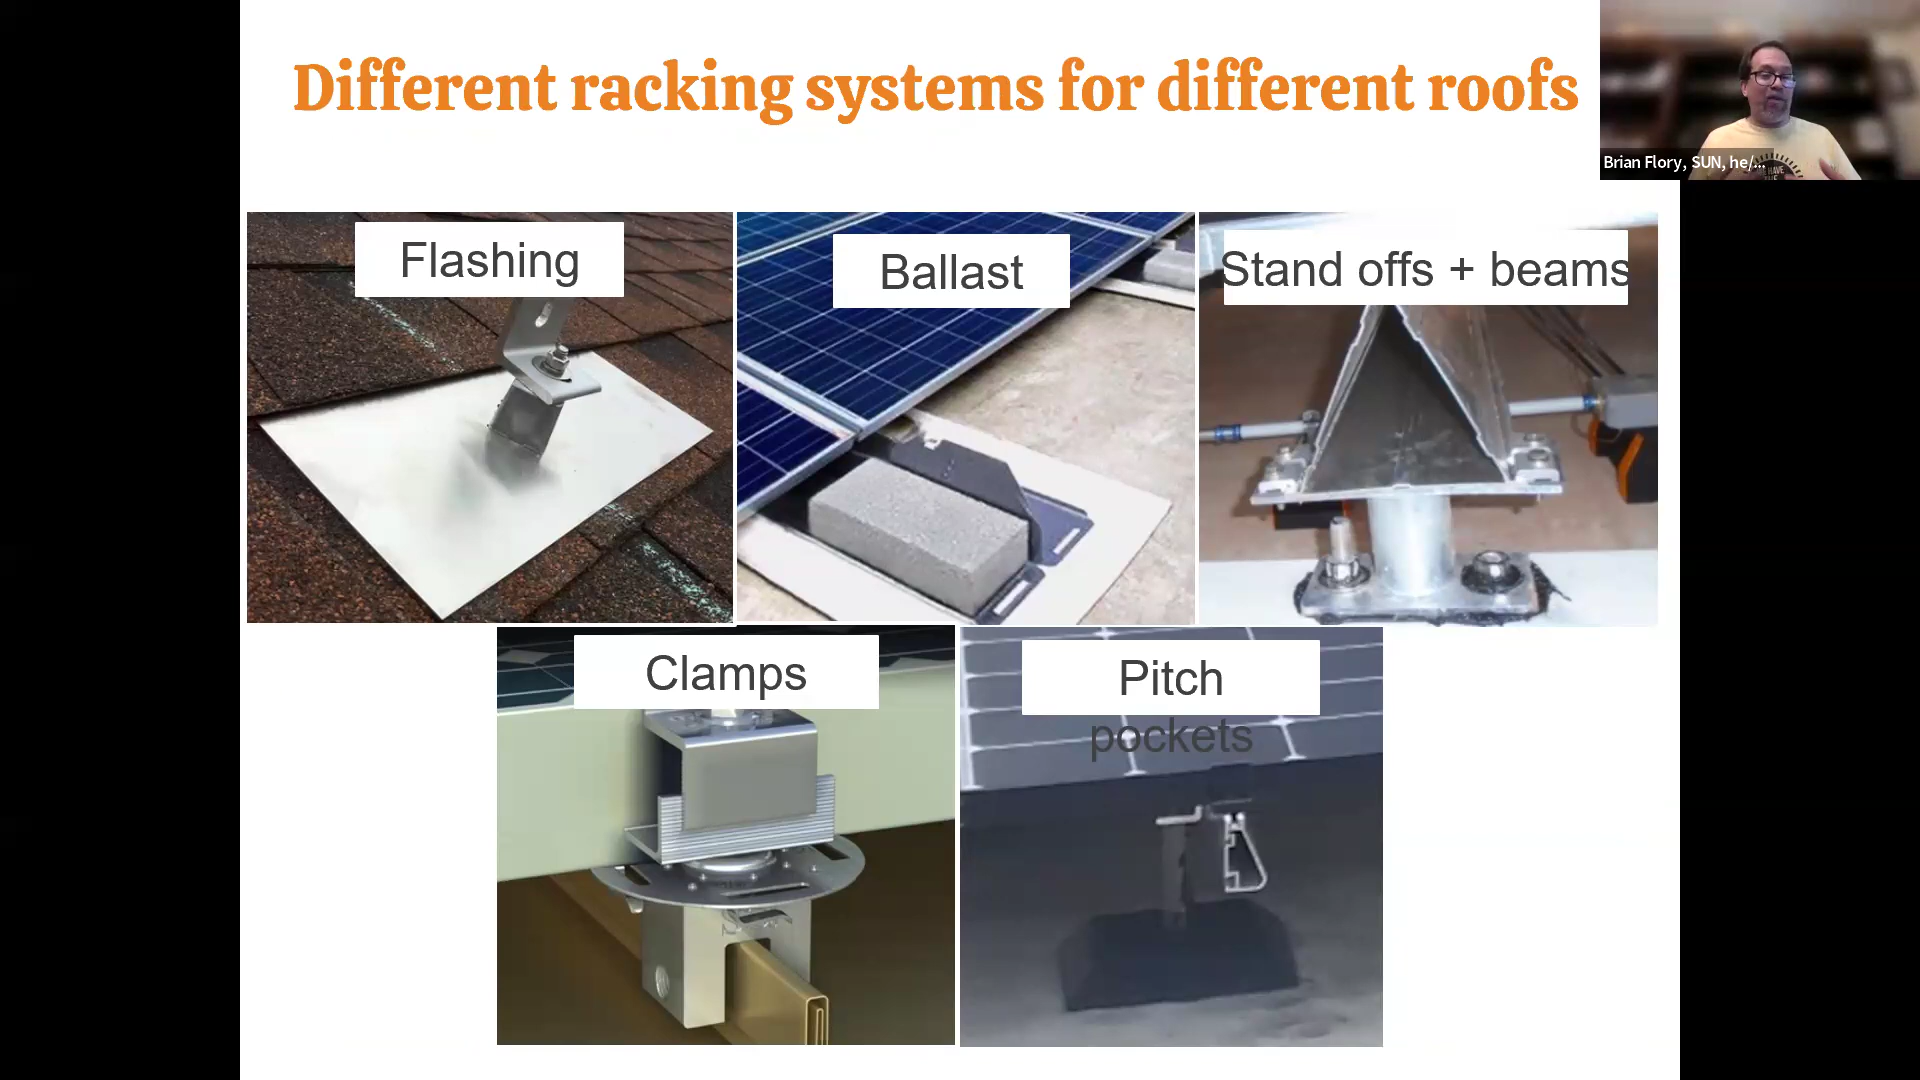 Different racking systems for different roofs
Brian Flory, SUN, he/...
Flashing
Ballast
Stand offs + beams
Clamps
Pitch
pockets